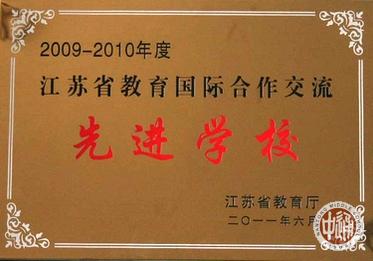 2009-2010年度
江苏省教育国际合作交流
先进学校
江苏省教育厅
二〇一一年六月